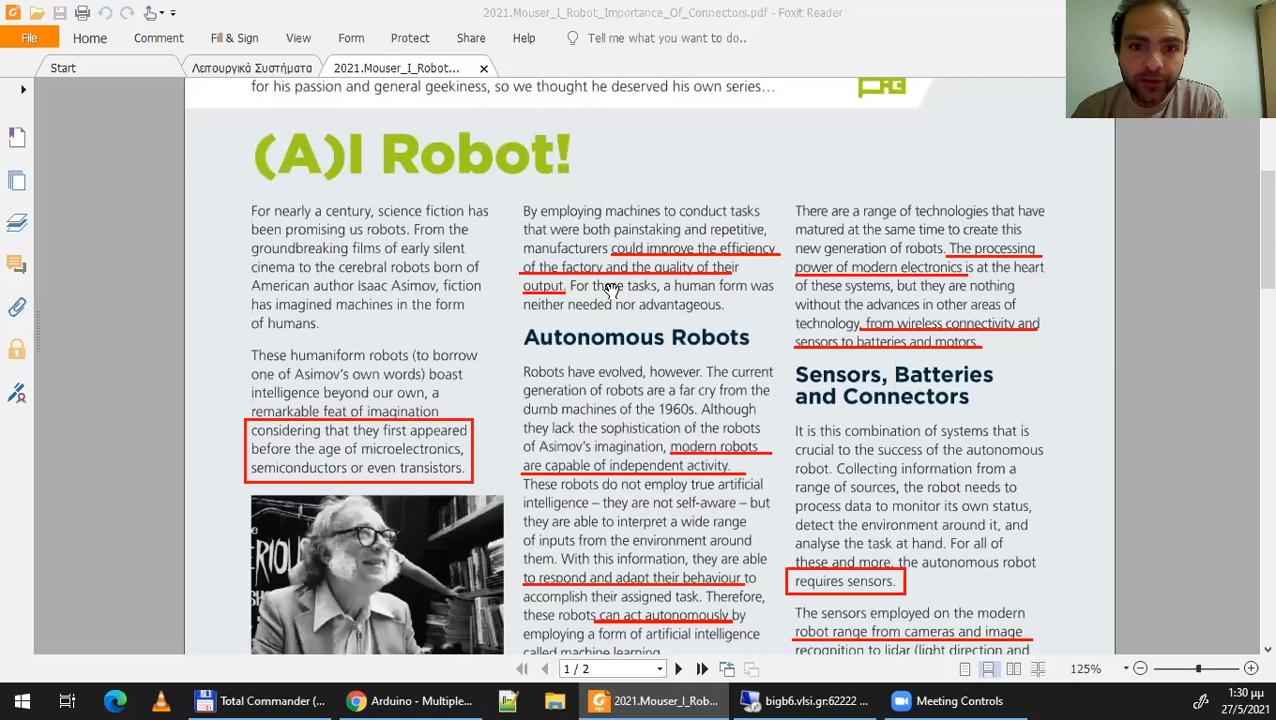 2021.Mouser_I_Robot_Importance_Of_Connectors.pdf - Foxit Reader
File Home Comment Fill & Sign View Form Protect Share Help Tell me what you want to do..
Start Λειτουργικά Συστήματα 2021.Mouser_I_Robot...
for his passion and general geekiness, so we thought he deserved his own series…
(A)I Robot!
For nearly a century, science fiction has
been promising us robots. From the
groundbreaking films of early silent
cinema to the cerebral robots born of
American author Isaac Asimov, fiction
has imagined machines in the form
of humans.
These humaniform robots (to borrow
one of Asimov's own words) boast
intelligence beyond our own, a
remarkable feat of imagination
considering that they first appeared
before the age of microelectronics,
semiconductors or even transistors.
By employing machines to conduct tasks
that were both painstaking and repetitive,
manufacturers could improve the efficiency
of the factory and the quality of their
output. For these tasks, a human form was
neither needed nor advantageous.
Autonomous Robots
Robots have evolved, however. The current
generation of robots are a far cry from the
dumb machines of the 1960s. Although
they lack the sophistication of the robots
of Asimov's imagination, modern robots
are capable of independent activity.
These robots do not employ true artificial
intelligence – they are not self-aware – but
they are able to interpret a wide range
of inputs from the environment around
them. With this information, they are able
to respond and adapt their behaviour to
accomplish their assigned task. Therefore,
these robots can act autonomously by
employing a form of artificial intelligence
called machine learning.
There are a range of technologies that have
matured at the same time to create this
new generation of robots. The processing
power of modern electronics is at the heart
of these systems, but they are nothing
without the advances in other areas of
technology, from wireless connectivity and
sensors to batteries and motors.
Sensors, Batteries
and Connectors
It is this combination of systems that is
crucial to the success of the autonomous
robot. Collecting information from a
range of sources, the robot needs to
process data to monitor its own status,
detect the environment around it, and
analyse the task at hand. For all of
these and more, the autonomous robot
requires sensors.
The sensors employed on the modern
robot range from cameras and image
recognition to lidar (light direction and
1 / 2
125%
Total Commander (... Arduino - Multiple... 2021.Mouser_I_Rob... bigb6.vlsi.gr:62222 ... Meeting Controls
1:30 μμ
27/5/2021